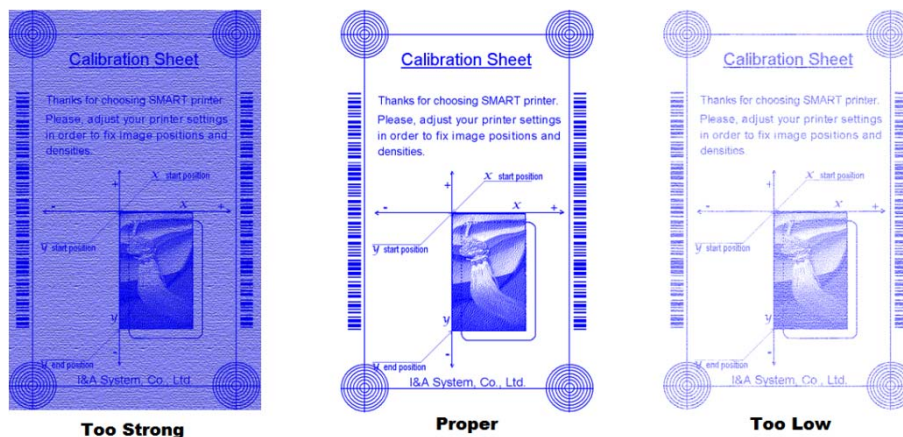 Calibration Sheet
Thanks for choosing SMART printer.
Please, adjust your printer settings
in order to fix image positions and
densities.
x start position
+
- x +
y start position
y
y end position
-
I&A System, Co., Ltd.
Too Strong
Calibration Sheet
Thanks for choosing SMART printer.
Please, adjust your printer settings
in order to fix image positions and
densities.
x start position
+
- x +
y start position
y
y end position
-
I&A System, Co., Ltd.
Proper
Calibration Sheet
Thanks for choosing SMART printer.
Please, adjust your printer settings
in order to fix image positions and
densities.
x start position
+
- x +
y start position
y
y end position
-
I&A System, Co., Ltd.
Too Low